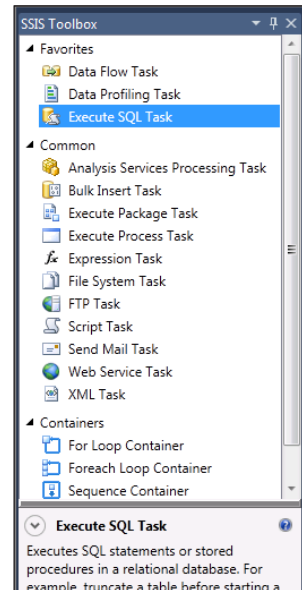 SSIS Toolbox
Favorites
Data Flow Task
Data Profiling Task
Execute SQL Task
Common
Analysis Services Processing Task
Bulk Insert Task
Execute Package Task
Execute Process Task
fx Expression Task
File System Task
FTP Task
Script Task
Send Mail Task
Web Service Task
XML Task
Containers
For Loop Container
Foreach Loop Container
Sequence Container
Execute SQL Task
Executes SQL statements or stored
procedures in a relational database. For
example, truncate a table before starting a